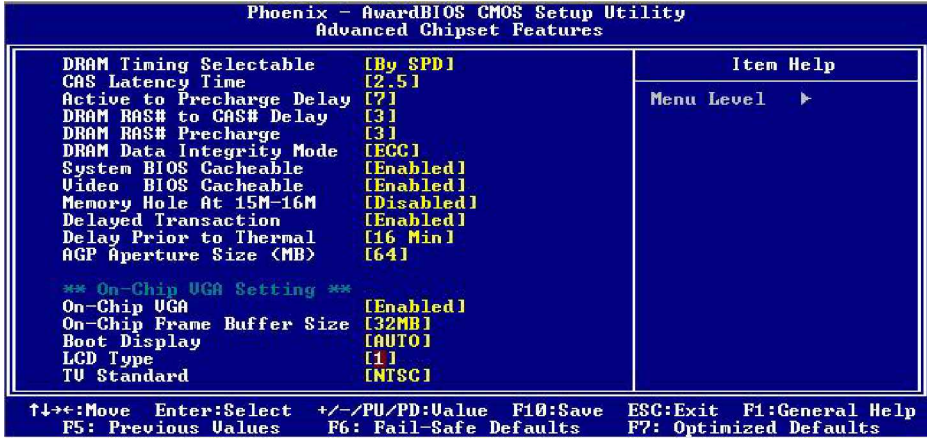 Phoenix - AwardBIOS CMOS Setup Utility
Advanced Chipset Features
DRAM Timing Selectable [By SPD]
CAS Latency Time [2.5]
Active to Precharge Delay [7]
DRAM RAS# to CAS# Delay [3]
DRAM RAS# Precharge [3]
DRAM Data Integrity Mode [ECC]
System BIOS Cacheable [Enabled]
Video BIOS Cacheable [Enabled]
Memory Hole At 15M-16M [Disabled]
Delayed Transaction [Enabled]
Delay Prior to Thermal [16 Min]
AGP Aperture Size (MB) [64]
** On-Chip VGA Setting **
On-Chip VGA [Enabled]
On-Chip Frame Buffer Size [32MB]
Boot Display [AUTO]
LCD Type [1]
TV Standard [NTSC]
Item Help
Menu Level ►
↑↓→←:Move Enter:Select +/-/PU/PD:Value F10:Save ESC:Exit F1:General Help
F5: Previous Values F6: Fail-Safe Defaults F7: Optimized Defaults